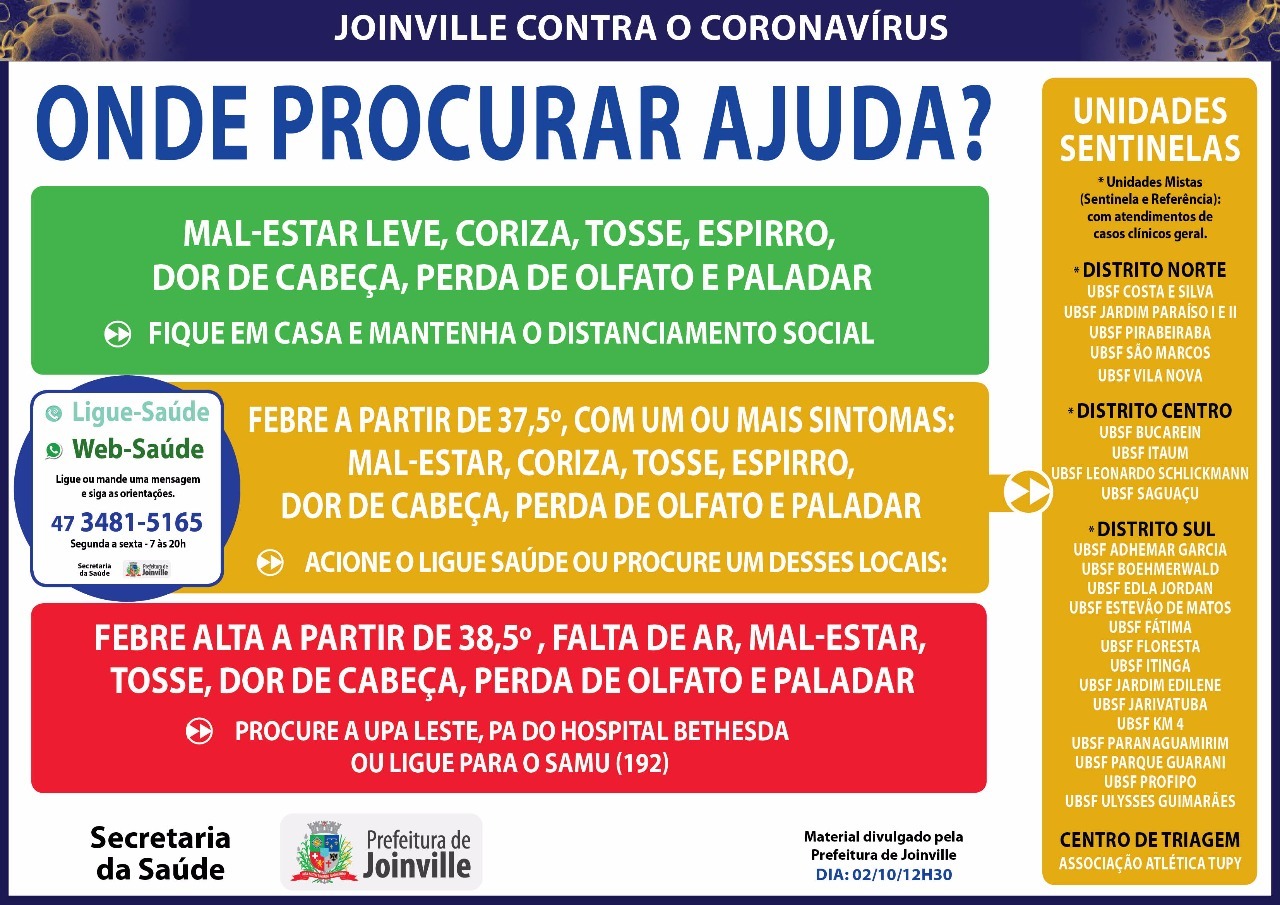 JOINVILLE CONTRA O CORONAVÍRUS
ONDE PROCURAR AJUDA?
MAL-ESTAR LEVE, CORIZA, TOSSE, ESPIRRO,
DOR DE CABEÇA, PERDA DE OLFATO E PALADAR
FIQUE EM CASA E MANTENHA O DISTANCIAMENTO SOCIAL
Ligue-Saúde
Web-Saúde
Ligue ou mande uma mensagem
e siga as orientações.
47 3481-5165
Segunda a sexta - 7 às 20h
Secretaria
da Saúde
Prefeitura de
Joinville
FEBRE A PARTIR DE 37,5º, COM UM OU MAIS SINTOMAS:
MAL-ESTAR, CORIZA, TOSSE, ESPIRRO,
DOR DE CABEÇA, PERDA DE OLFATO E PALADAR
ACIONE O LIGUE SAÚDE OU PROCURE UM DESSES LOCAIS:
FEBRE ALTA A PARTIR DE 38,5º , FALTA DE AR, MAL-ESTAR,
TOSSE, DOR DE CABEÇA, PERDA DE OLFATO E PALADAR
PROCURE A UPA LESTE, PA DO HOSPITAL BETHESDA
OU LIGUE PARA O SAMU (192)
UNIDADES
SENTINELAS
* Unidades Mistas
(Sentinela e Referência):
com atendimentos de
casos clínicos geral.
* DISTRITO NORTE
UBSF COSTA E SILVA
UBSF JARDIM PARAÍSO I E II
UBSF PIRABEIRABA
UBSF SÃO MARCOS
UBSF VILA NOVA
* DISTRITO CENTRO
UBSF BUCAREIN
UBSF ITAUM
UBSF LEONARDO SCHLICKMANN
UBSF SAGUAÇU
* DISTRITO SUL
UBSF ADHEMAR GARCIA
UBSF BOEHMERWALD
UBSF EDLA JORDAN
UBSF ESTEVÃO DE MATOS
UBSF FÁTIMA
UBSF FLORESTA
UBSF ITINGA
UBSF JARDIM EDILENE
UBSF JARIVATUBA
UBSF KM 4
UBSF PARANAGUAMIRIM
UBSF PARQUE GUARANI
UBSF PROFIPO
UBSF ULYSSES GUIMARÃES
CENTRO DE TRIAGEM
ASSOCIAÇÃO ATLÉTICA TUPY
Secretaria
da Saúde
Prefeitura de
Joinville
Material divulgado pela
Prefeitura de Joinville
DIA: 02/10/12H30